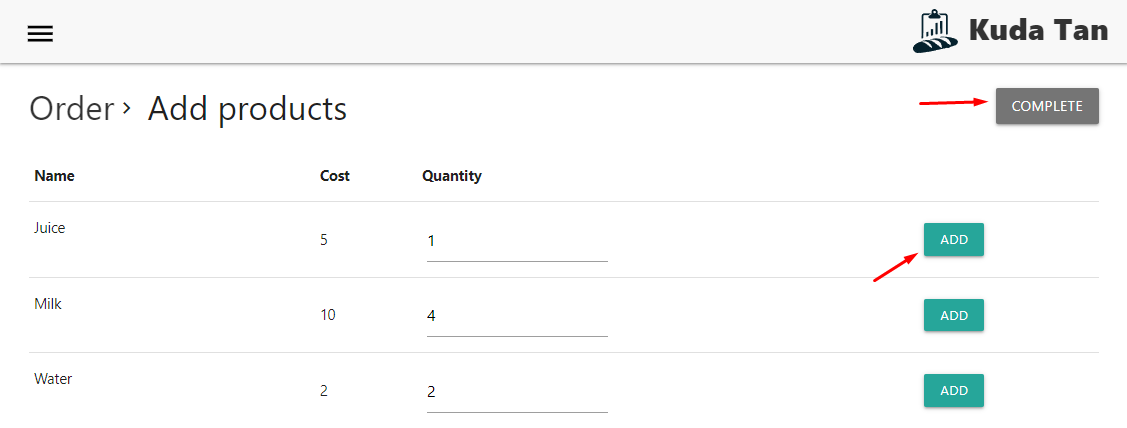 Kuda Tan
Order > Add products
COMPLETE
Name Cost Quantity
Juice 5 1 ADD
Milk 10 4 ADD
Water 2 2 ADD